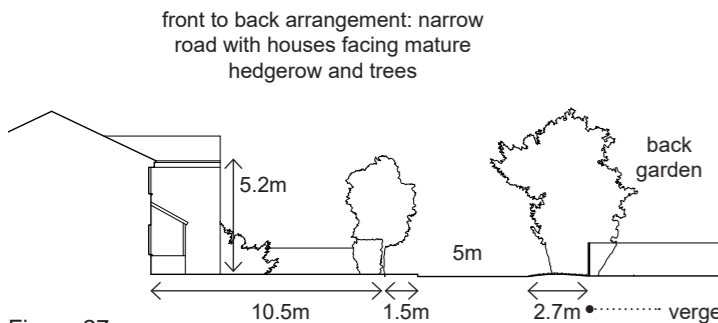 front to back arrangement: narrow
road with houses facing mature
hedgerow and trees
back
garden
5.2m
5m
10.5m
1.5m
2.7m
verge